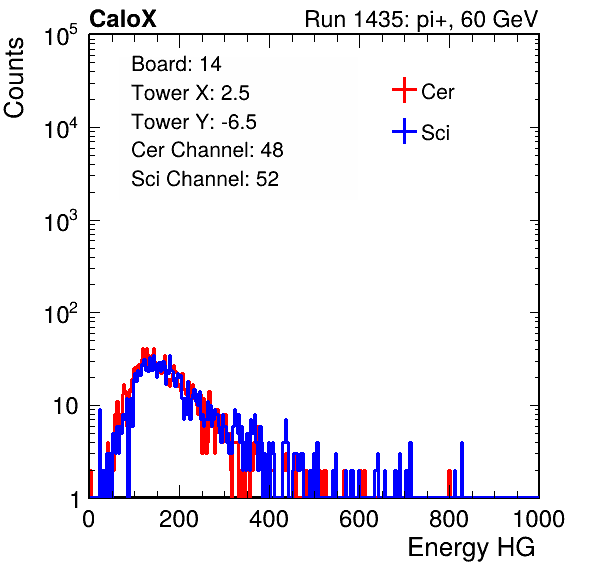 CaloX Run 1435: pi+, 60 GeV
Counts
Board: 14
Tower X: 2.5
Tower Y: -6.5
Cer Channel: 48
Sci Channel: 52
Cer
Sci
10^5
10^4
10^3
10^2
10
1
0 200 400 600 800 1000
Energy HG